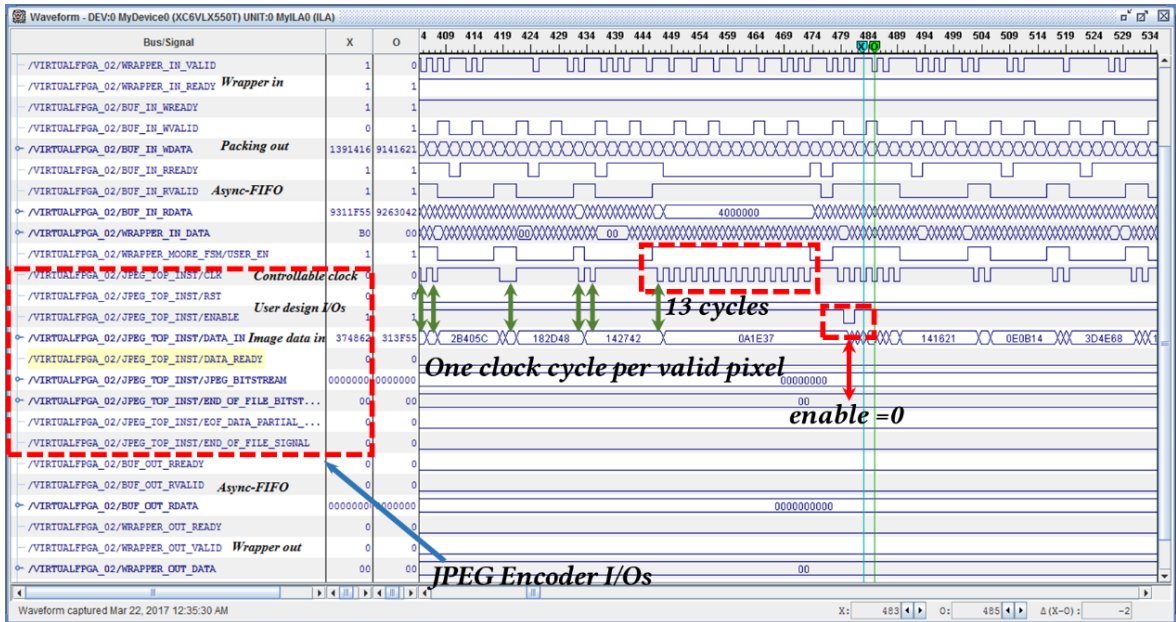 Waveform - DEV:0 MyDevice0 (XC6VLX550T) UNIT:0 MyILA0 (ILA)
Bus/Signal X O 4 409 414 419 424 429 434 439 444 449 454 459 464 469 474 479 484 489 494 499 504 509 514 519 524 529 534
X O
/VIRTUALFPGA_02/WRAPPER_IN_VALID 1 0
/VIRTUALFPGA_02/WRAPPER_IN_READY Wrapper in 1 1
/VIRTUALFPGA_02/BUF_IN_WREADY 1 1
/VIRTUALFPGA_02/BUF_IN_WVALID 0 1
/VIRTUALFPGA_02/BUF_IN_WDATA Packing out 1391416 9141621
/VIRTUALFPGA_02/BUF_IN_RREADY 1 1
/VIRTUALFPGA_02/BUF_IN_RVALID Async-FIFO 1 1
/VIRTUALFPGA_02/BUF_IN_RDATA 9311F55 9263042 4000000
/VIRTUALFPGA_02/WRAPPER_IN_DATA B0 00 00 00
/VIRTUALFPGA_02/WRAPPER_MOORE_FSM/USER_EN 1 1
/VIRTUALFPGA_02/JPEG_TOP_INST/CLK Controllable clock 0 0
/VIRTUALFPGA_02/JPEG_TOP_INST/RST 0 0
User design I/Os 13 cycles
/VIRTUALFPGA_02/JPEG_TOP_INST/ENABLE 1 1
/VIRTUALFPGA_02/JPEG_TOP_INST/DATA_IN Image data in 374862 313F55 2B405C 182D48 142742 0A1E37 141621 0E0B14 3D4E68
/VIRTUALFPGA_02/JPEG_TOP_INST/DATA_READY 0 0
One clock cycle per valid pixel
/VIRTUALFPGA_02/JPEG_TOP_INST/JPEG_BITSTREAM 0000000 0000000 00000000
/VIRTUALFPGA_02/JPEG_TOP_INST/END_OF_FILE_BITST... 00 00 00
enable =0
/VIRTUALFPGA_02/JPEG_TOP_INST/EOF_DATA_PARTIAL_... 0 0
/VIRTUALFPGA_02/JPEG_TOP_INST/END_OF_FILE_SIGNAL 0 0
/VIRTUALFPGA_02/BUF_OUT_RREADY 0 0
/VIRTUALFPGA_02/BUF_OUT_RVALID Async-FIFO 0 0
/VIRTUALFPGA_02/BUF_OUT_RDATA 0000000 0000000 0000000000
/VIRTUALFPGA_02/WRAPPER_OUT_READY 0 0
/VIRTUALFPGA_02/WRAPPER_OUT_VALID Wrapper out 0 0
/VIRTUALFPGA_02/WRAPPER_OUT_DATA 00 00 00
JPEG Encoder I/Os
Waveform captured Mar 22, 2017 12:35:30 AM X: 483 O: 485 Δ(X-O): -2